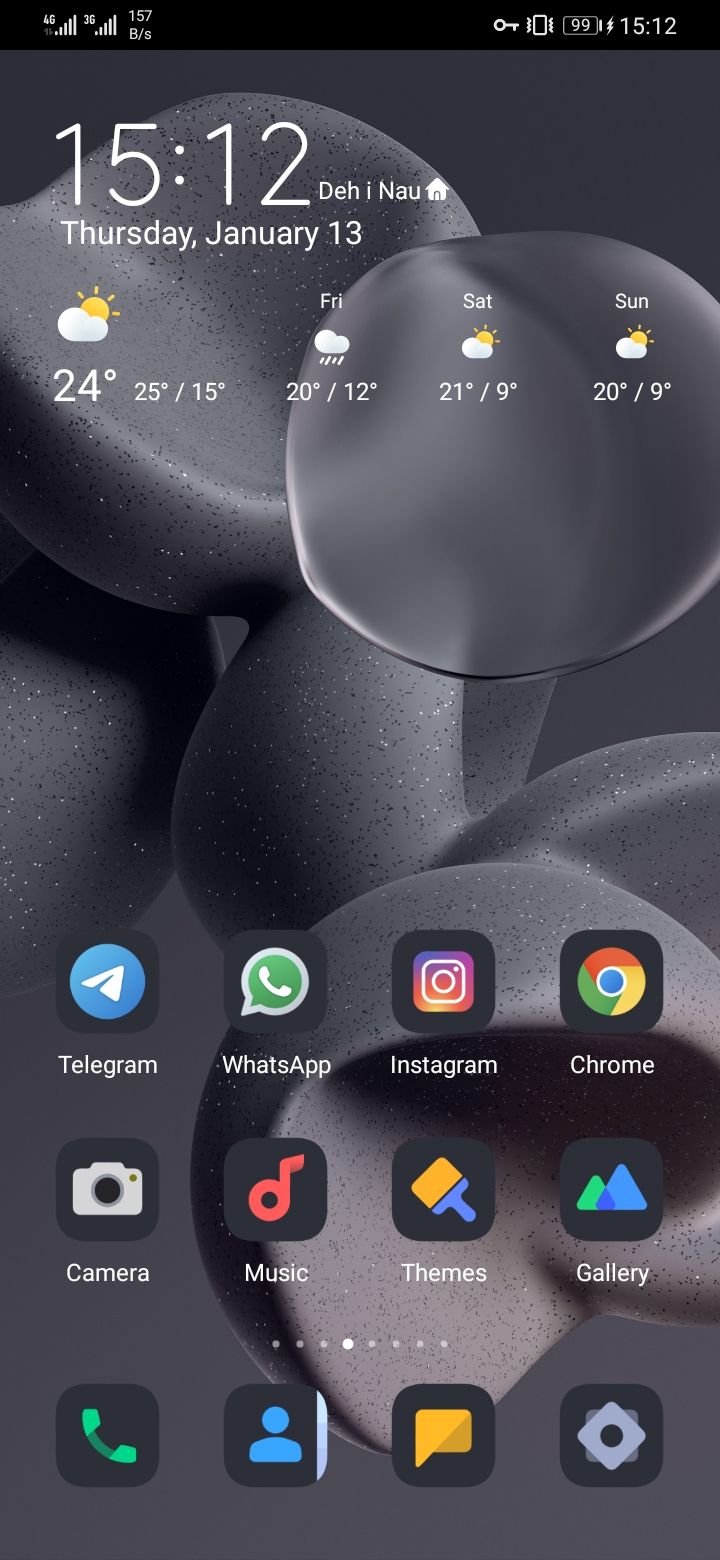 4G 3G 157 B/s 99 15:12
15:12 Deh i Nau
Thursday, January 13
Fri Sat Sun
24° 25° / 15° 20° / 12° 21° / 9° 20° / 9°
Telegram WhatsApp Instagram Chrome
Camera Music Themes Gallery